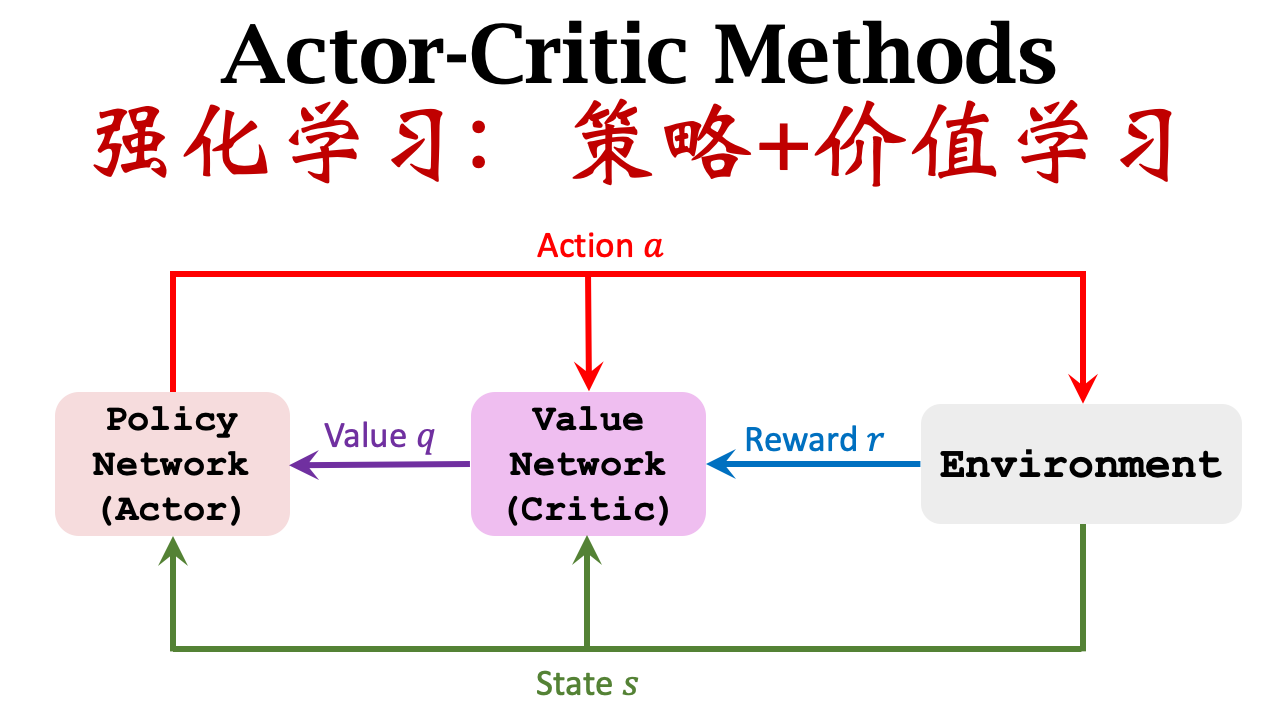 Actor-Critic Methods
强化学习：策略+价值学习
Action a
Policy
Network
(Actor)
Value q
Value
Network
(Critic)
Reward r
Environment
State s